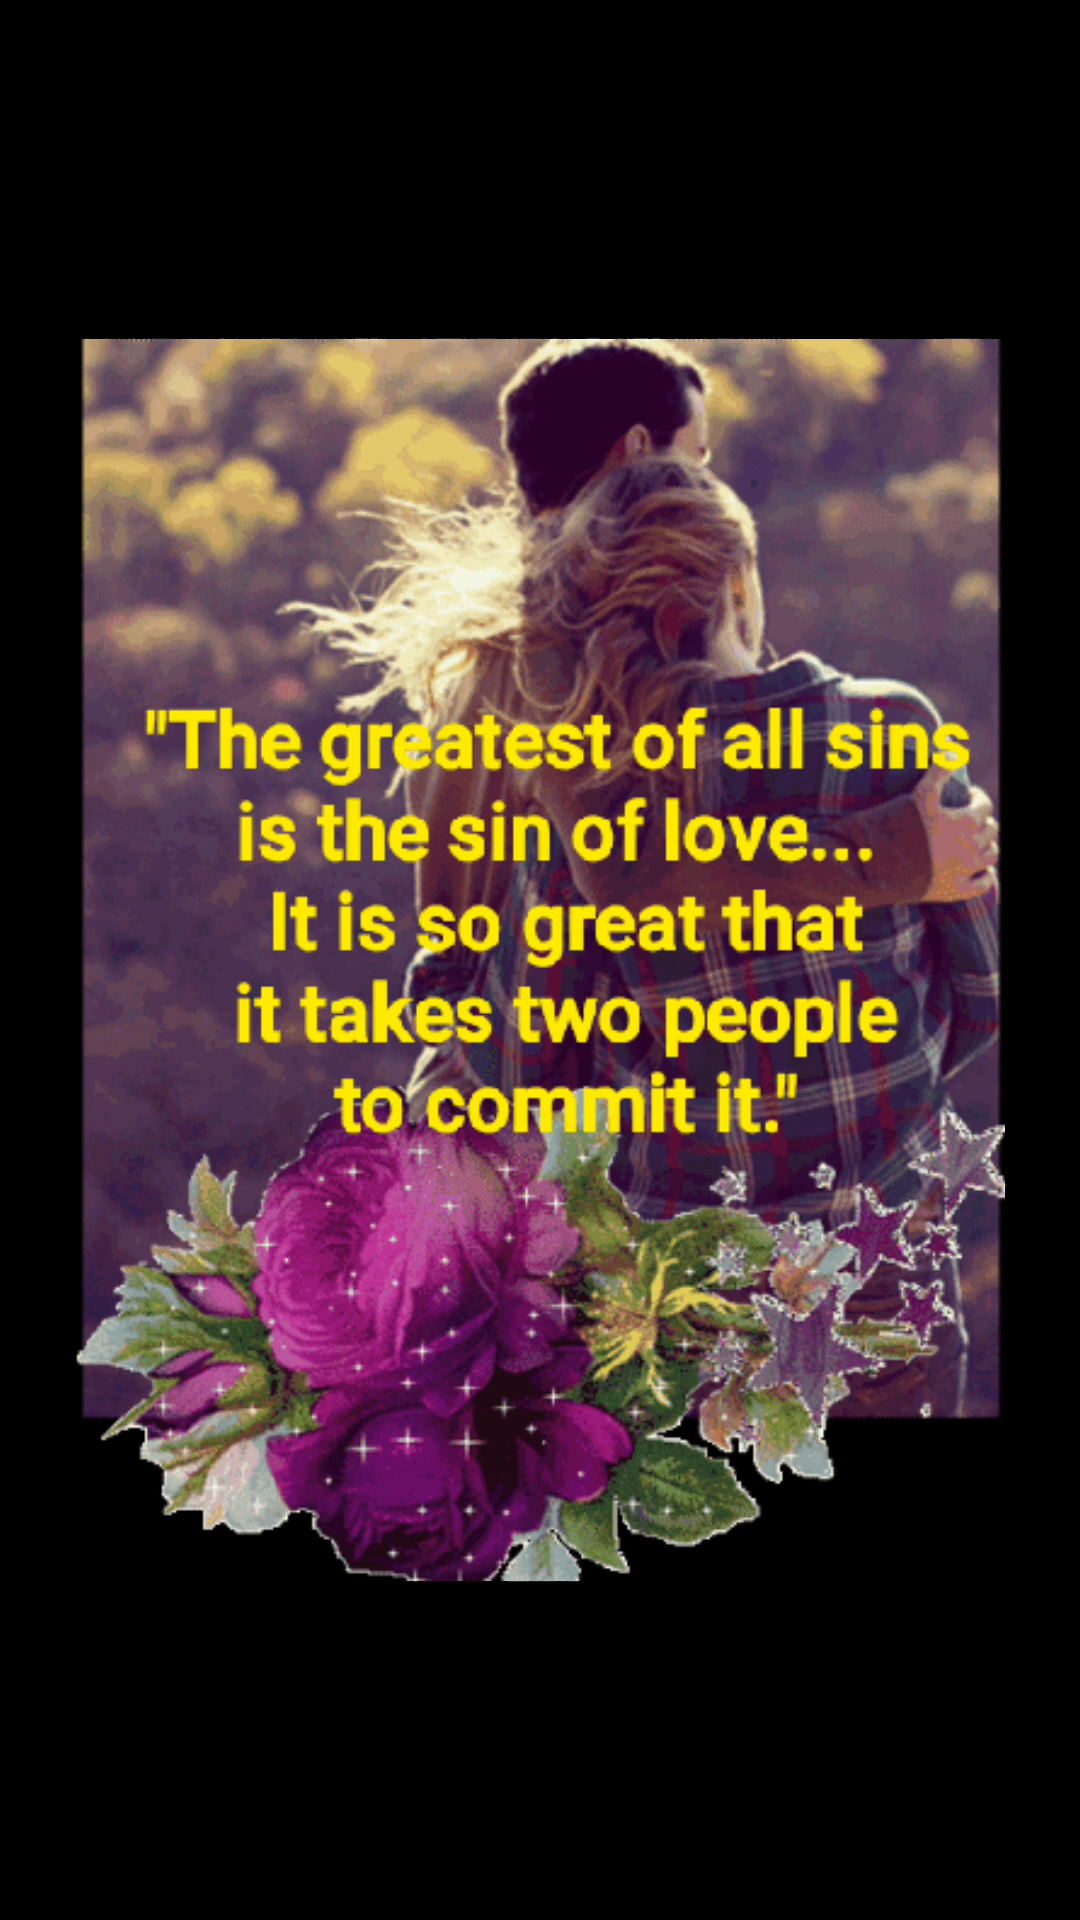 "The greatest of all sins
is the sin of love...
It is so great that
it takes two people
to commit it."